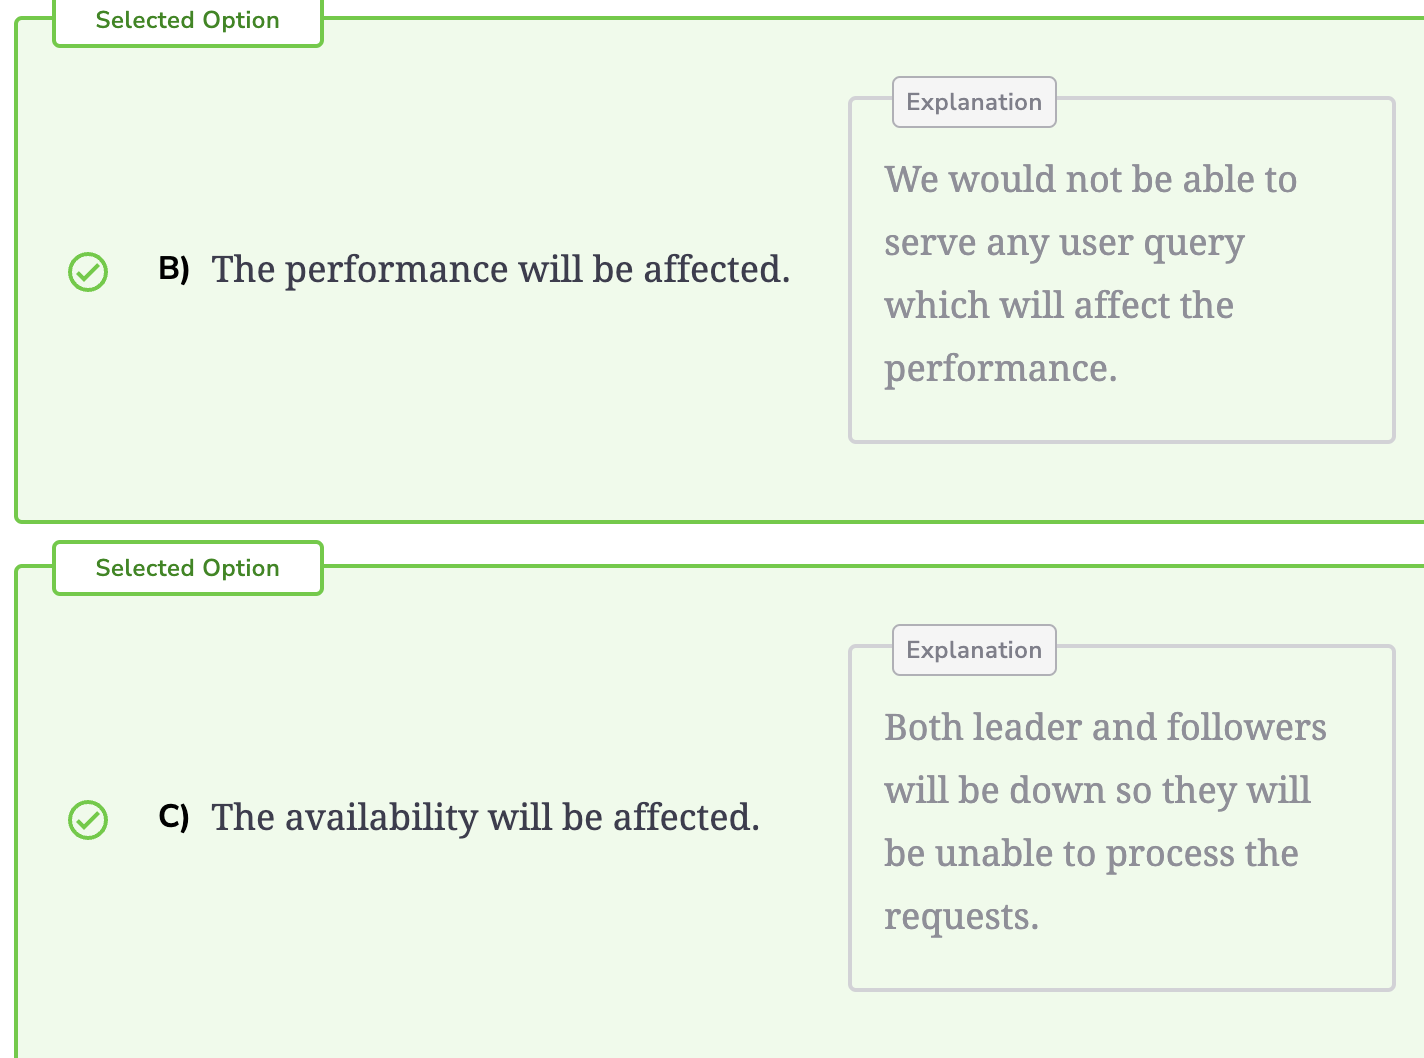 Selected Option
Explanation
We would not be able to
serve any user query
which will affect the
performance.
B) The performance will be affected.
Selected Option
Explanation
Both leader and followers
will be down so they will
be unable to process the
requests.
C) The availability will be affected.